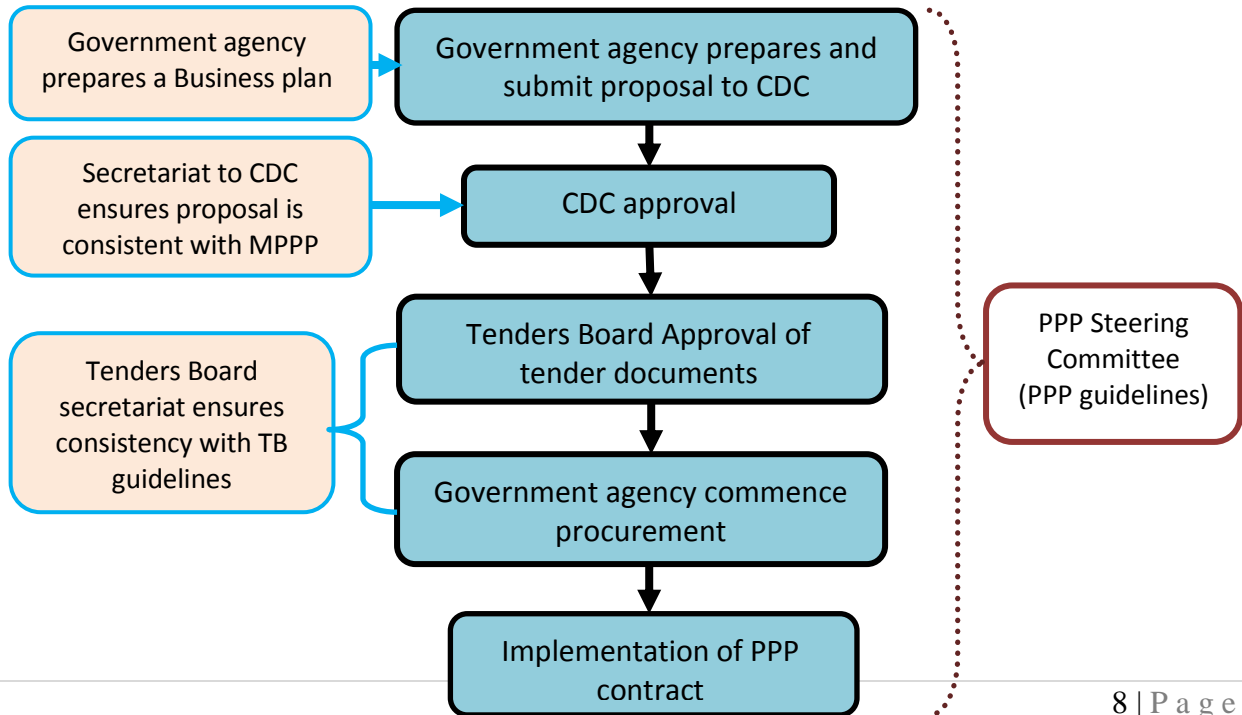 Government agency
prepares a Business plan
Government agency prepares and
submit proposal to CDC
Secretariat to CDC
ensures proposal is
consistent with MPPP
CDC approval
Tenders Board
secretariat ensures
consistency with TB
guidelines
Tenders Board Approval of
tender documents
Government agency commence
procurement
Implementation of PPP
contract
PPP Steering
Committee
(PPP guidelines)
8 | P a g e